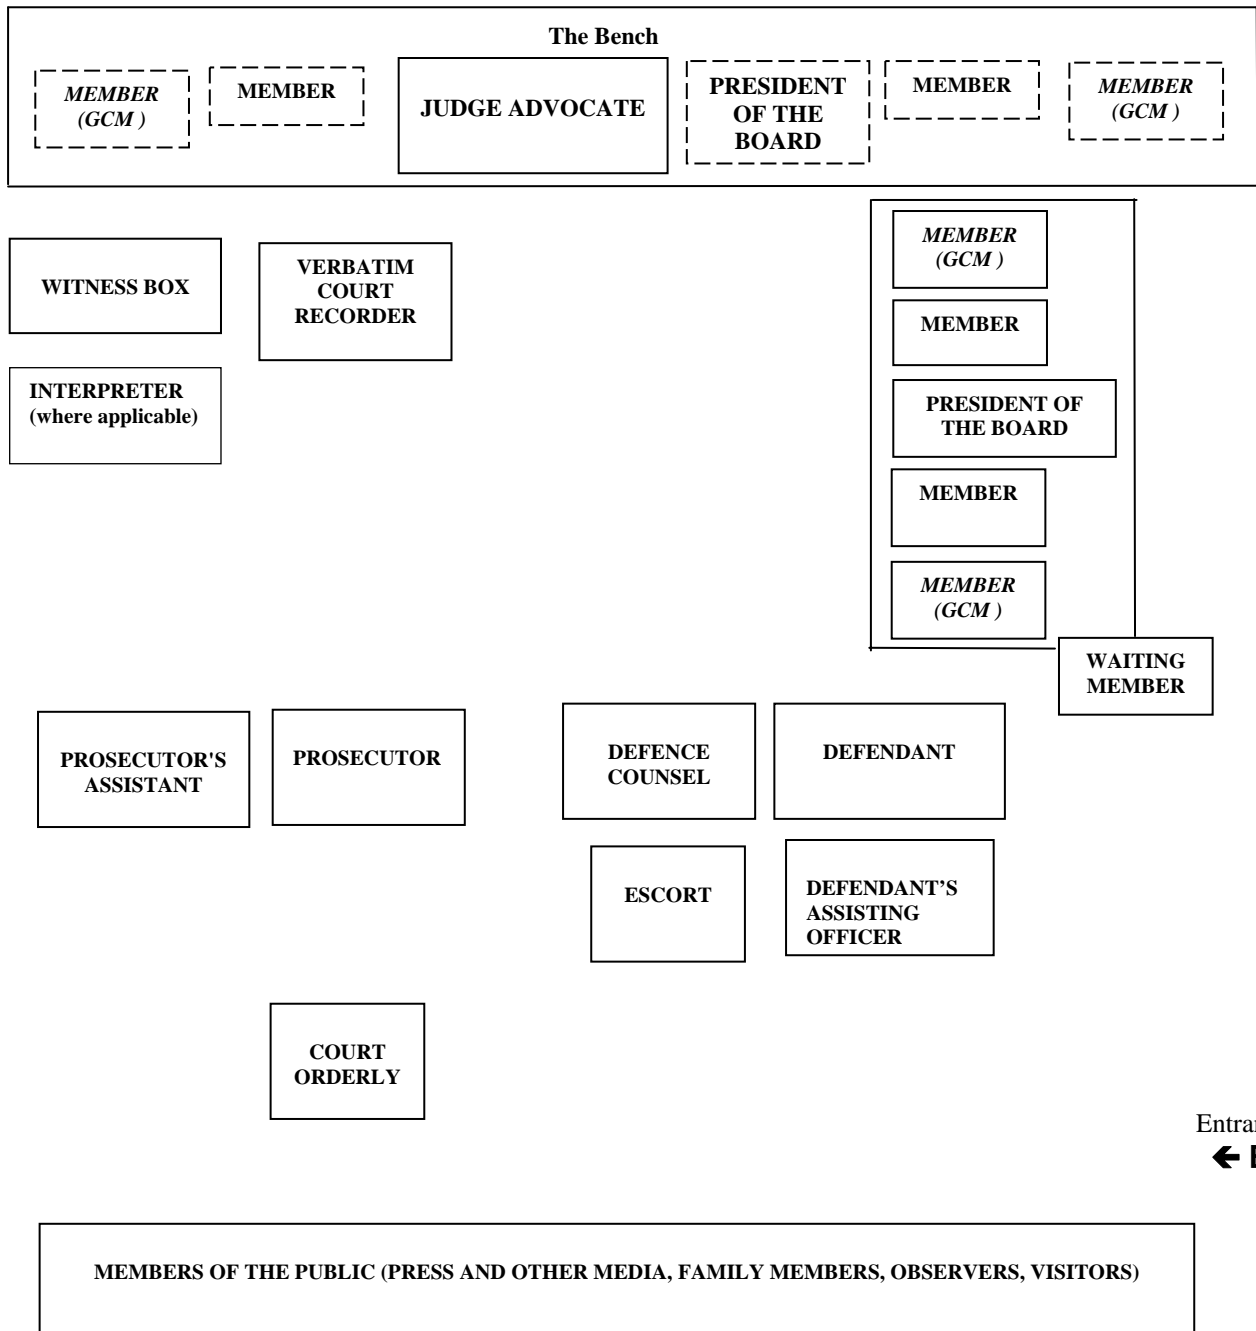 The Bench
MEMBER
(GCM )
MEMBER
JUDGE ADVOCATE
PRESIDENT
OF THE
BOARD
MEMBER
MEMBER
(GCM )
WITNESS BOX
VERBATIM
COURT
RECORDER
INTERPRETER
(where applicable)
MEMBER
(GCM )
MEMBER
PRESIDENT OF
THE BOARD
MEMBER
MEMBER
(GCM )
WAITING
MEMBER
PROSECUTOR'S
ASSISTANT
PROSECUTOR
DEFENCE
COUNSEL
DEFENDANT
ESCORT
DEFENDANT’S
ASSISTING
OFFICER
COURT
ORDERLY
MEMBERS OF THE PUBLIC (PRESS AND OTHER MEDIA, FAMILY MEMBERS, OBSERVERS, VISITORS)